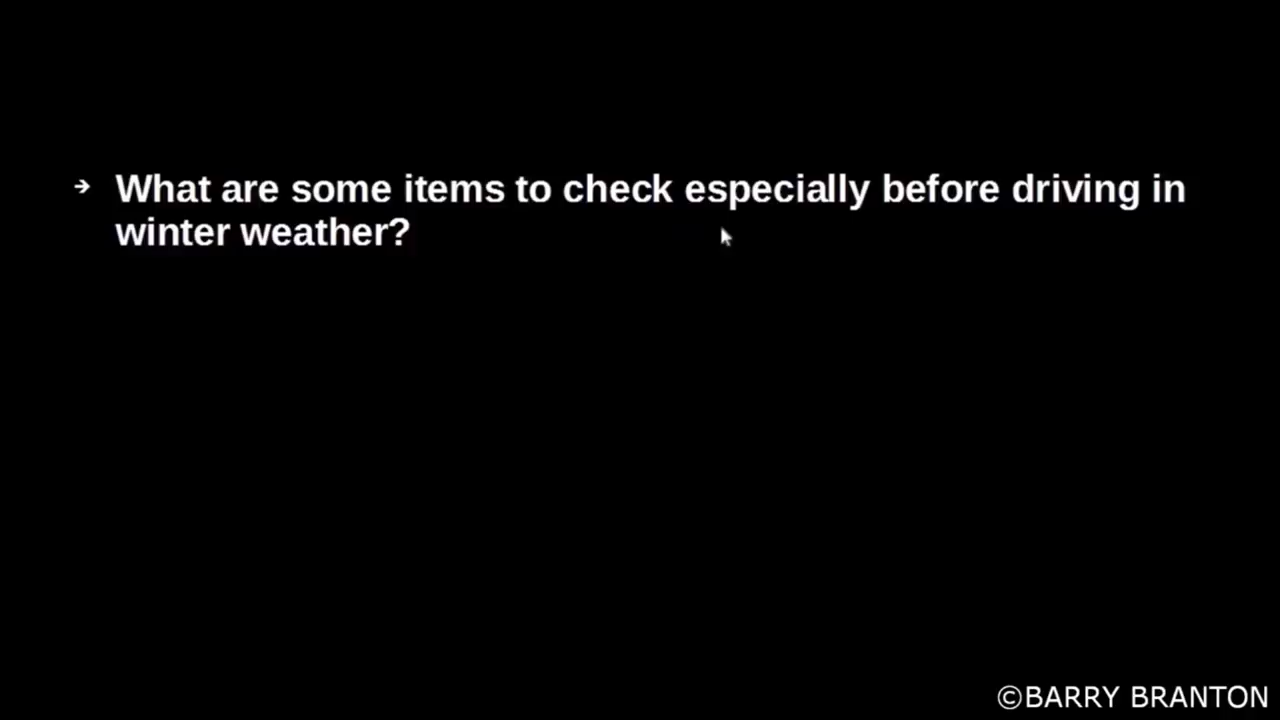 → What are some items to check especially before driving in
winter weather?
©BARRY BRANTON